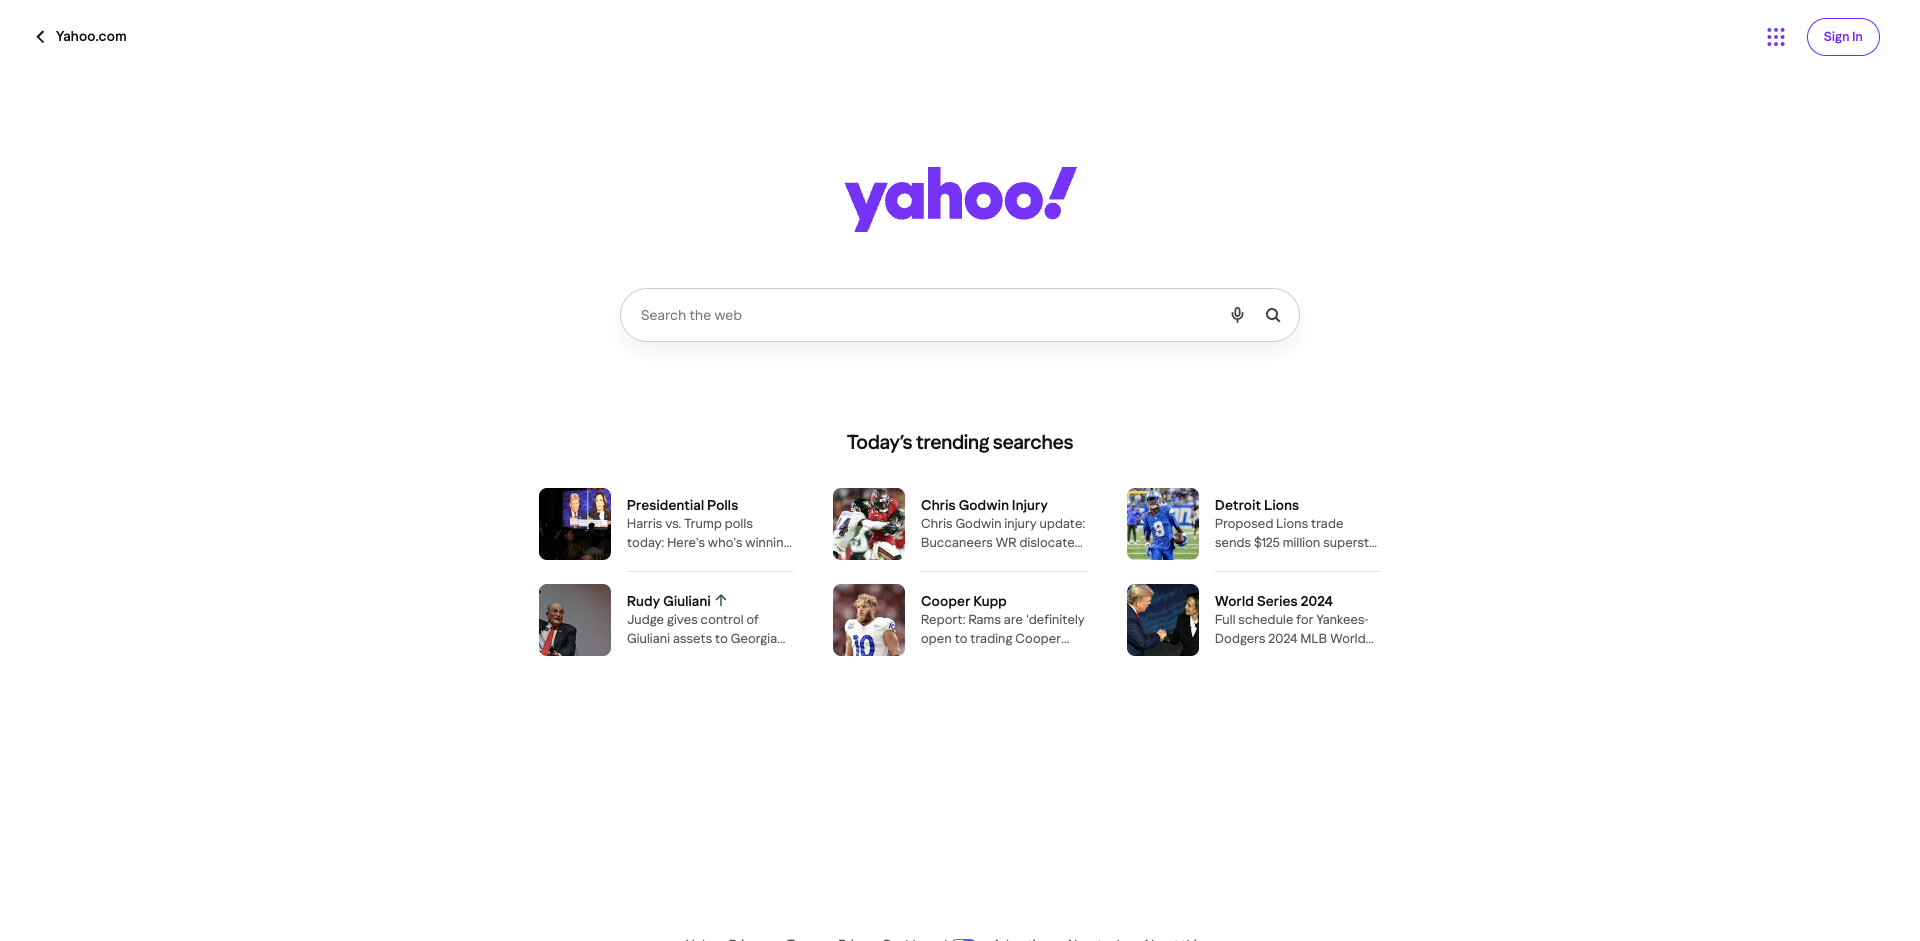 Yahoo.com
Sign In
yahoo!
Search the web
Today's trending searches
Presidential Polls
Harris vs. Trump polls
today: Here's who's winnin...
Chris Godwin Injury
Chris Godwin injury update:
Buccaneers WR dislocate...
Detroit Lions
Proposed Lions trade
sends $125 million superst...
Rudy Giuliani
Judge gives control of
Giuliani assets to Georgia...
Cooper Kupp
Report: Rams are 'definitely
open to trading Cooper...
World Series 2024
Full schedule for Yankees-
Dodgers 2024 MLB World...